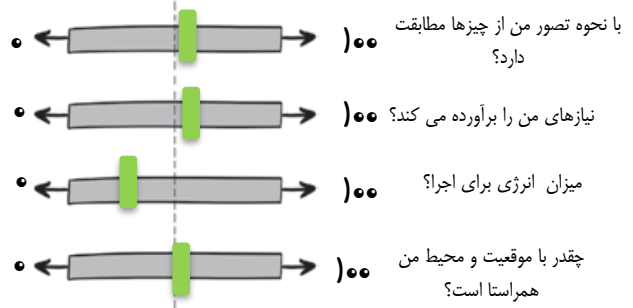 با نحوه تصور من از چیزها مطابقت
دارد؟
نیازهای من را برآورده می کند؟
میزان انرژی برای اجرا؟
چقدر با موقعیت و محیط من
همراستا است؟